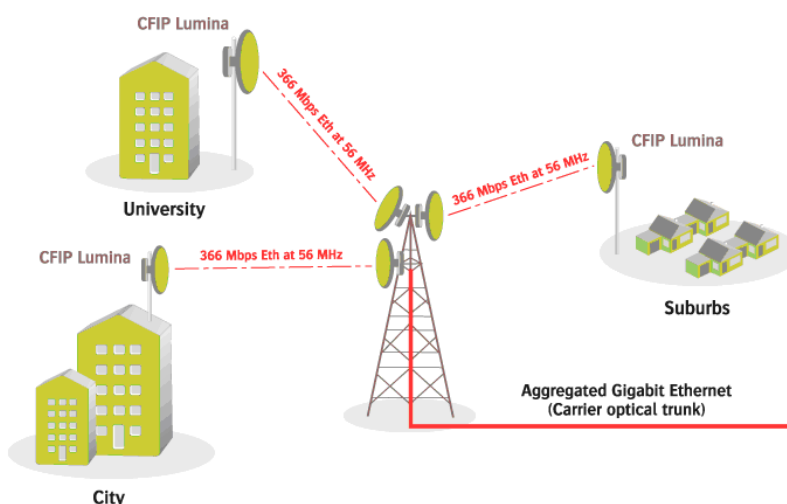 CFIP Lumina
366 Mbps Eth at 56 MHz
University
CFIP Lumina
366 Mbps Eth at 56 MHz
Suburbs
CFIP Lumina
366 Mbps Eth at 56 MHz
City
Aggregated Gigabit Ethernet
(Carrier optical trunk)